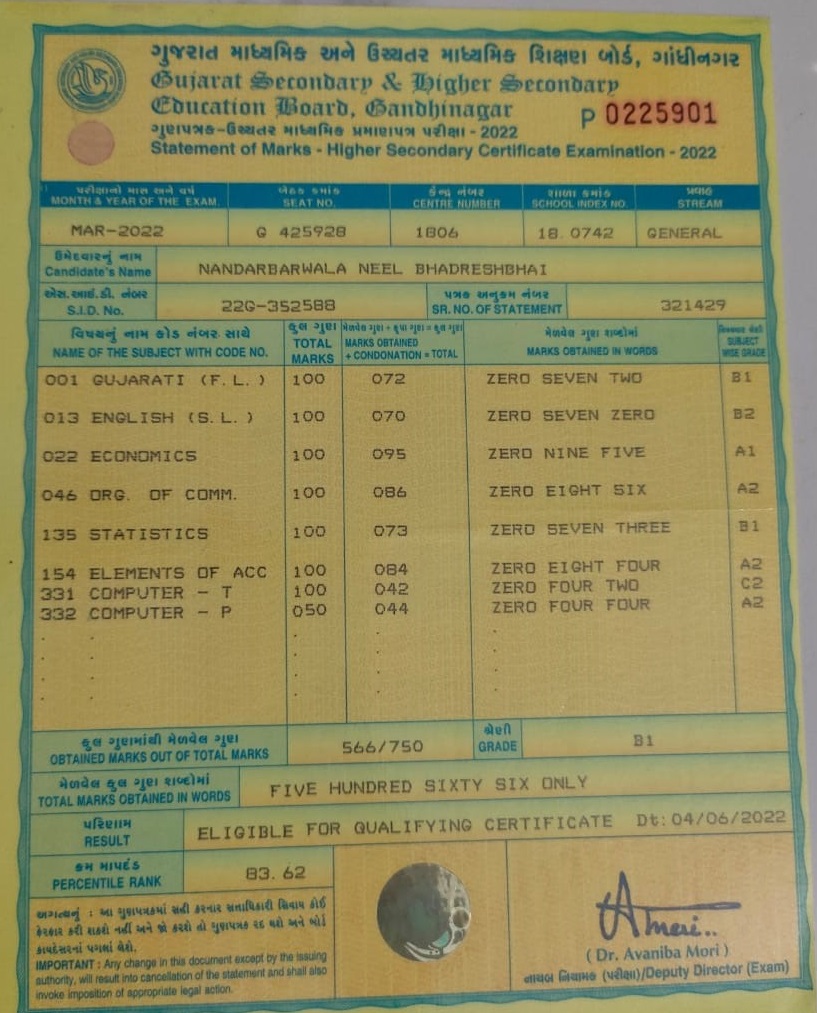 ગુજરાત માધ્યમિક અને ઉચ્ચતર માધ્યમિક શિક્ષણ બોર્ડ, ગાંધીનગર
Gujarat Secondary & Higher Secondary
Education Board, Gandhinagar
P 0225901
ગુણપત્રક-ઉચ્ચતર માધ્યમિક પ્રમાણપત્ર પરીક્ષા - 2022
Statement of Marks - Higher Secondary Certificate Examination - 2022
પરીક્ષાનો માસ અને વર્ષ બેઠક ક્રમાંક કેન્દ્ર નંબર શાળા ક્રમાંક પ્રવાહ
MONTH & YEAR OF THE EXAM. SEAT NO. CENTRE NUMBER SCHOOL INDEX NO. STREAM
MAR-2022 G 425928 1806 18.0742 GENERAL
ઉમેદવારનું નામ
Candidate's Name NANDARBARWALA NEEL BHADRESHBHAI
એસ.આઈ.ડી. નંબર પત્રક અનુક્રમ નંબર
S.I.D. No. 22G-352588 SR. NO. OF STATEMENT 321429
વિષયનું નામ કોડ નંબર સાથે કુલ ગુણ મેળવેલ ગુણ + કૃપા ગુણ = કુલ ગુણ મેળવેલ ગુણ શબ્દોમાં
NAME OF THE SUBJECT WITH CODE NO. TOTAL MARKS MARKS OBTAINED + CONDONATION = TOTAL MARKS OBTAINED IN WORDS SUBJECT WISE GRADE
001 GUJARATI (F.L.) 100 072 ZERO SEVEN TWO B1
013 ENGLISH (S.L.) 100 070 ZERO SEVEN ZERO B2
022 ECONOMICS 100 095 ZERO NINE FIVE A1
046 ORG. OF COMM. 100 086 ZERO EIGHT SIX A2
135 STATISTICS 100 073 ZERO SEVEN THREE B1
154 ELEMENTS OF ACC 100 084 ZERO EIGHT FOUR A2
331 COMPUTER - T 100 042 ZERO FOUR TWO C2
332 COMPUTER - P 050 044 ZERO FOUR FOUR A2
કુલ ગુણમાંથી મેળવેલ ગુણ શ્રેણી
OBTAINED MARKS OUT OF TOTAL MARKS 566/750 GRADE B1
મેળવેલ કુલ ગુણ શબ્દોમાં
TOTAL MARKS OBTAINED IN WORDS FIVE HUNDRED SIXTY SIX ONLY
પરિણામ
RESULT ELIGIBLE FOR QUALIFYING CERTIFICATE Dt: 04/06/2022
ક્રમ માપદંડ
PERCENTILE RANK 83.62
અગત્યનું : આ ગુણપત્રકમાં સહી કરનાર સત્તાધિકારી સિવાય કોઈ
ફેરફાર કરી શકશે નહીં અને જો કરશે તો ગુણપત્રક રદ થશે અને બોર્ડ
કાયદેસરનાં પગલાં લેશે.
IMPORTANT : Any change in this document except by the issuing
authority, will result into cancellation of the statement and shall also
invoke imposition of appropriate legal action.
(Dr. Avaniba Mori)
નાયબ નિયામક (પરીક્ષા)/Deputy Director (Exam)